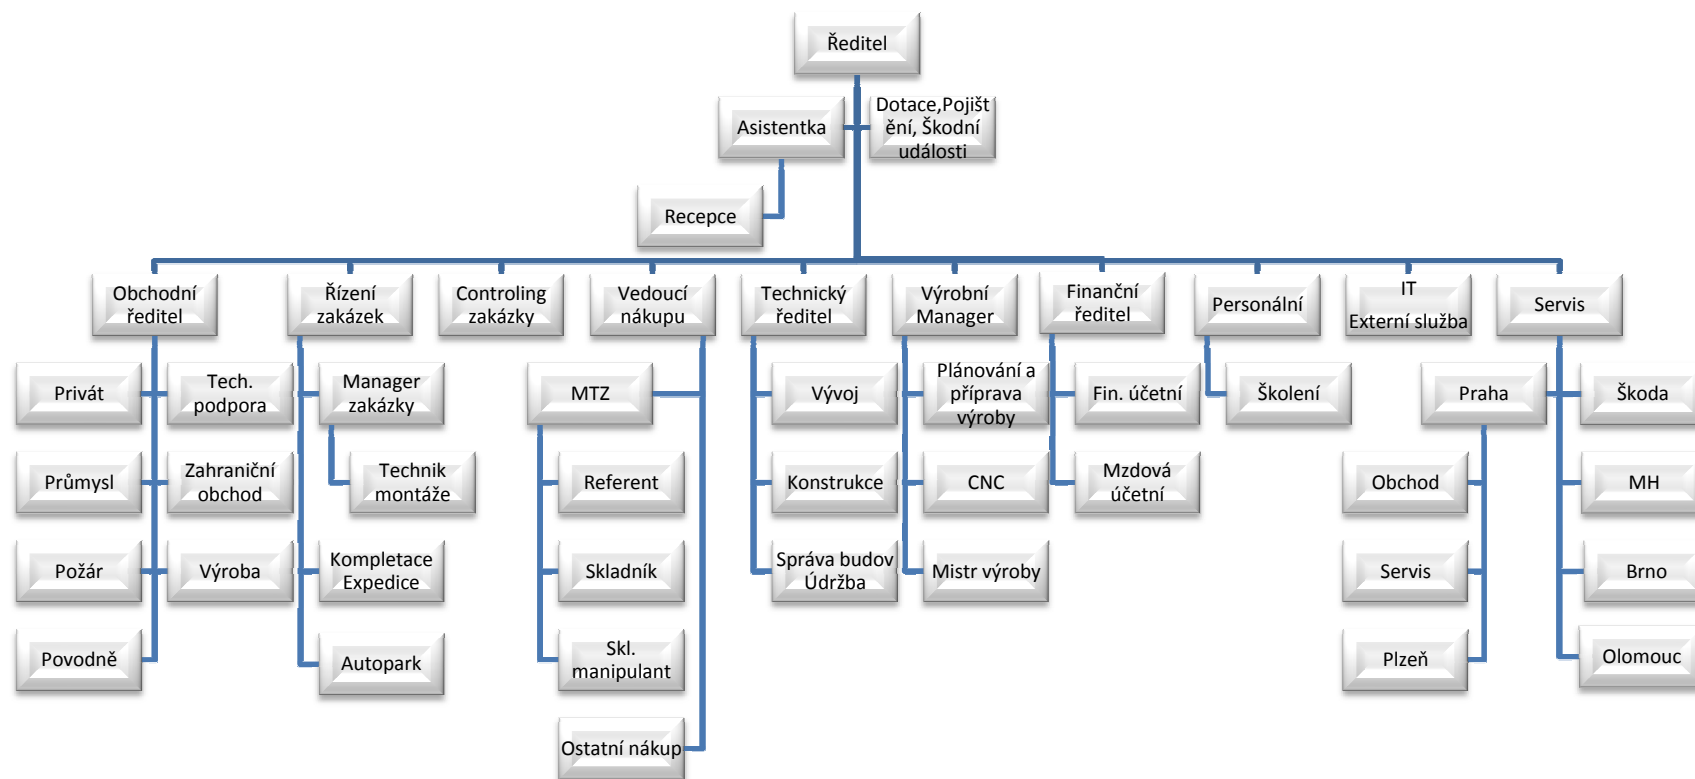 Ředitel
Asistentka
Dotace,Pojišt
ění, Škodní
události
Recepce
Obchodní
ředitel
Řízení
zakázek
Controling
zakázky
Vedoucí
nákupu
Technický
ředitel
Výrobní
Manager
Finanční
ředitel
Personální
IT
Externí služba
Servis
Privát
Tech.
podpora
Manager
zakázky
MTZ
Vývoj
Plánování a
příprava
výroby
Fin. účetní
Školení
Praha
Škoda
Průmysl
Zahraniční
obchod
Technik
montáže
Referent
Konstrukce
CNC
Mzdová
účetní
Obchod
MH
Požár
Výroba
Kompletace
Expedice
Skladník
Správa budov
Údržba
Mistr výroby
Servis
Brno
Povodně
Autopark
Skl.
manipulant
Plzeň
Olomouc
Ostatní nákup